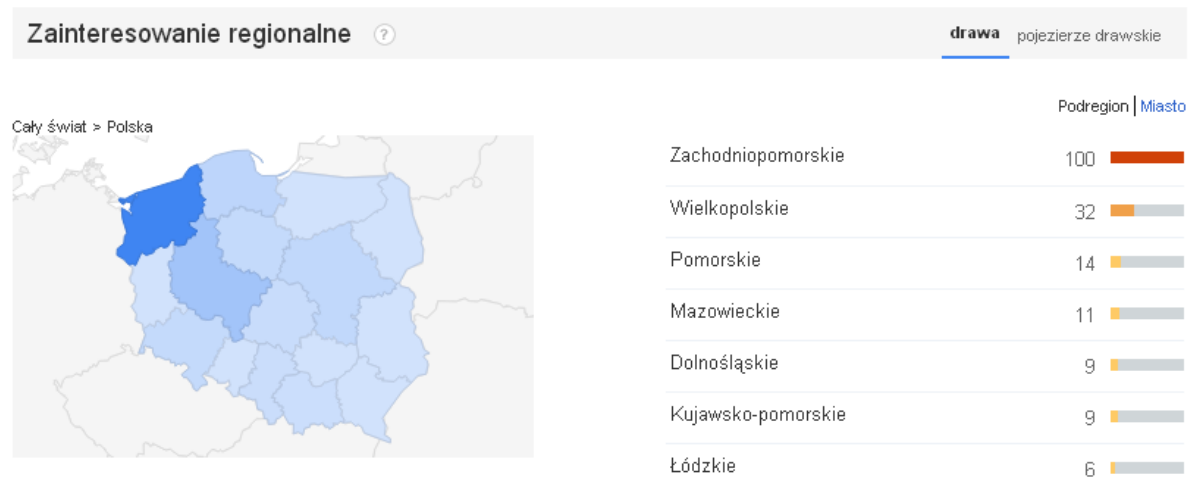 Zainteresowanie regionalne ?
drawa pojezierze drawskie
Podregion | Miasto
Cały świat > Polska
Zachodniopomorskie 100
Wielkopolskie 32
Pomorskie 14
Mazowieckie 11
Dolnośląskie 9
Kujawsko-pomorskie 9
Łódzkie 6